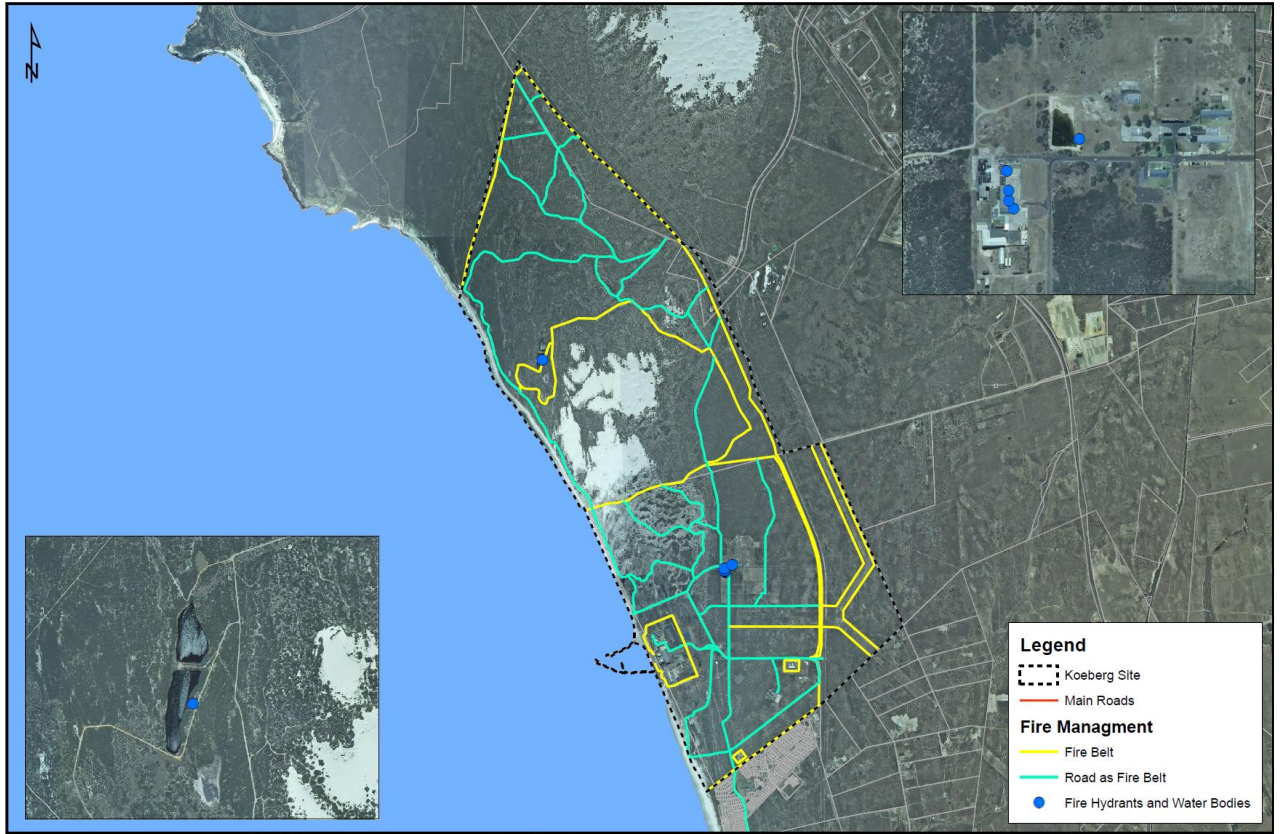 N
Legend
Koeberg Site
Main Roads
Fire Managment
Fire Belt
Road as Fire Belt
Fire Hydrants and Water Bodies